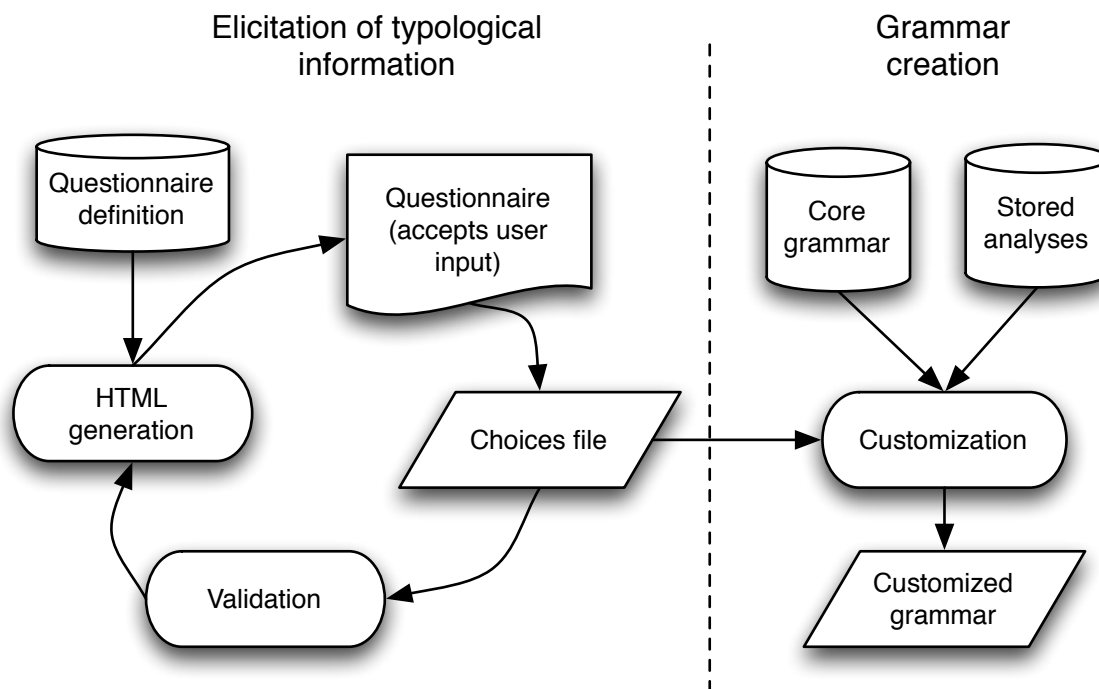 Elicitation of typological
information
Grammar
creation
Questionnaire
definition
Questionnaire
(accepts user
input)
Core
grammar
Stored
analyses
HTML
generation
Choices file
Customization
Validation
Customized
grammar